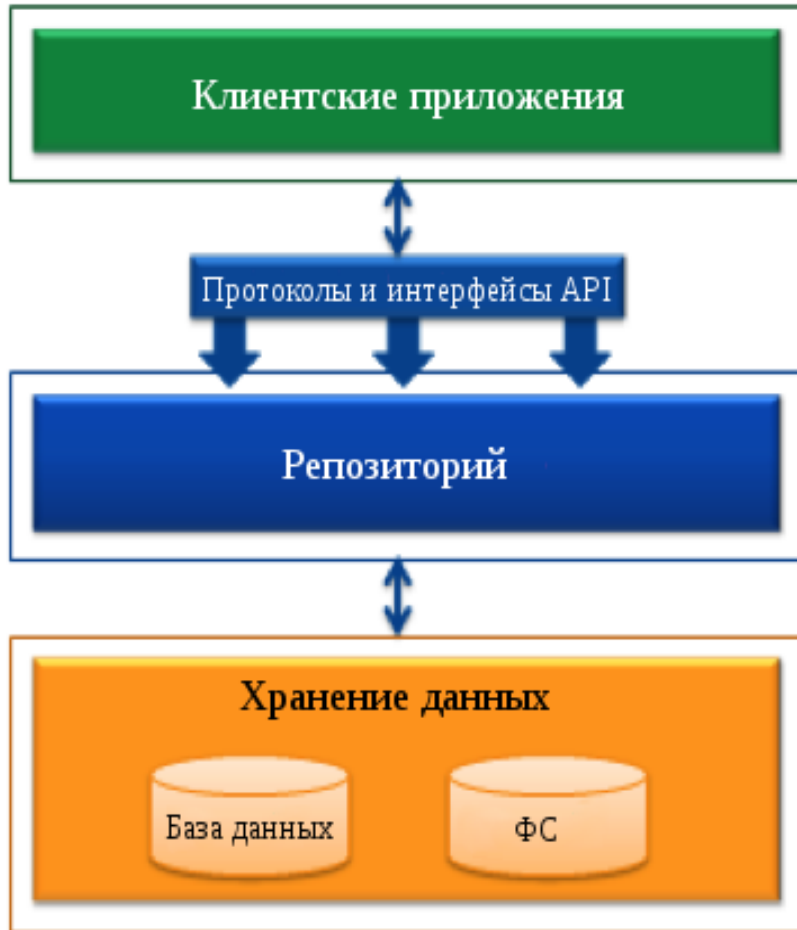 Клиентские приложения
Протоколы и интерфейсы API
Репозиторий
Хранение данных
База данных
ФС